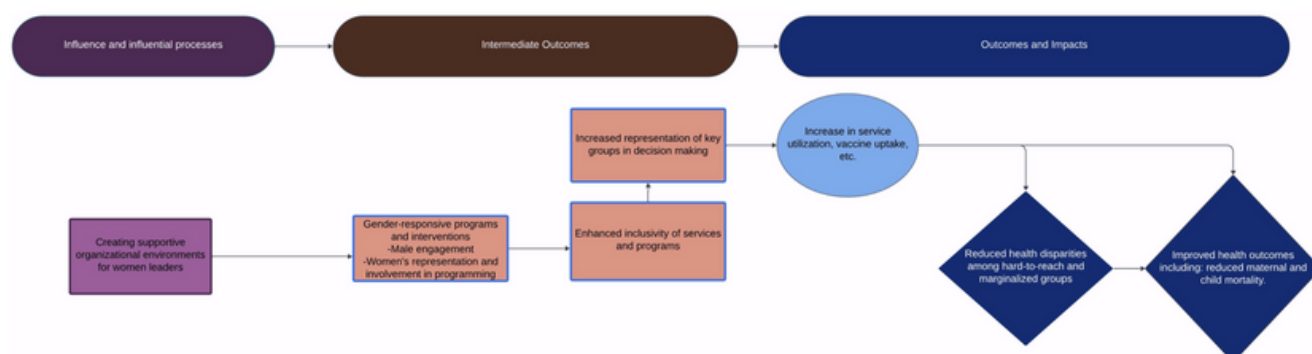 Influence and influential processes
Intermediate Outcomes
Outcomes and Impacts
Increased representation of key
groups in decision making
Increase in service
utilization, vaccine uptake,
etc.
Creating supportive
organizational environments
for women leaders
Gender-responsive programs
and interventions
-Male engagement
-Women's representation and
involvement in programming
Enhanced inclusivity of services
and programs
Reduced health disparities
among hard-to-reach and
marginalized groups
Improved health outcomes
including: reduced maternal and
child mortality.